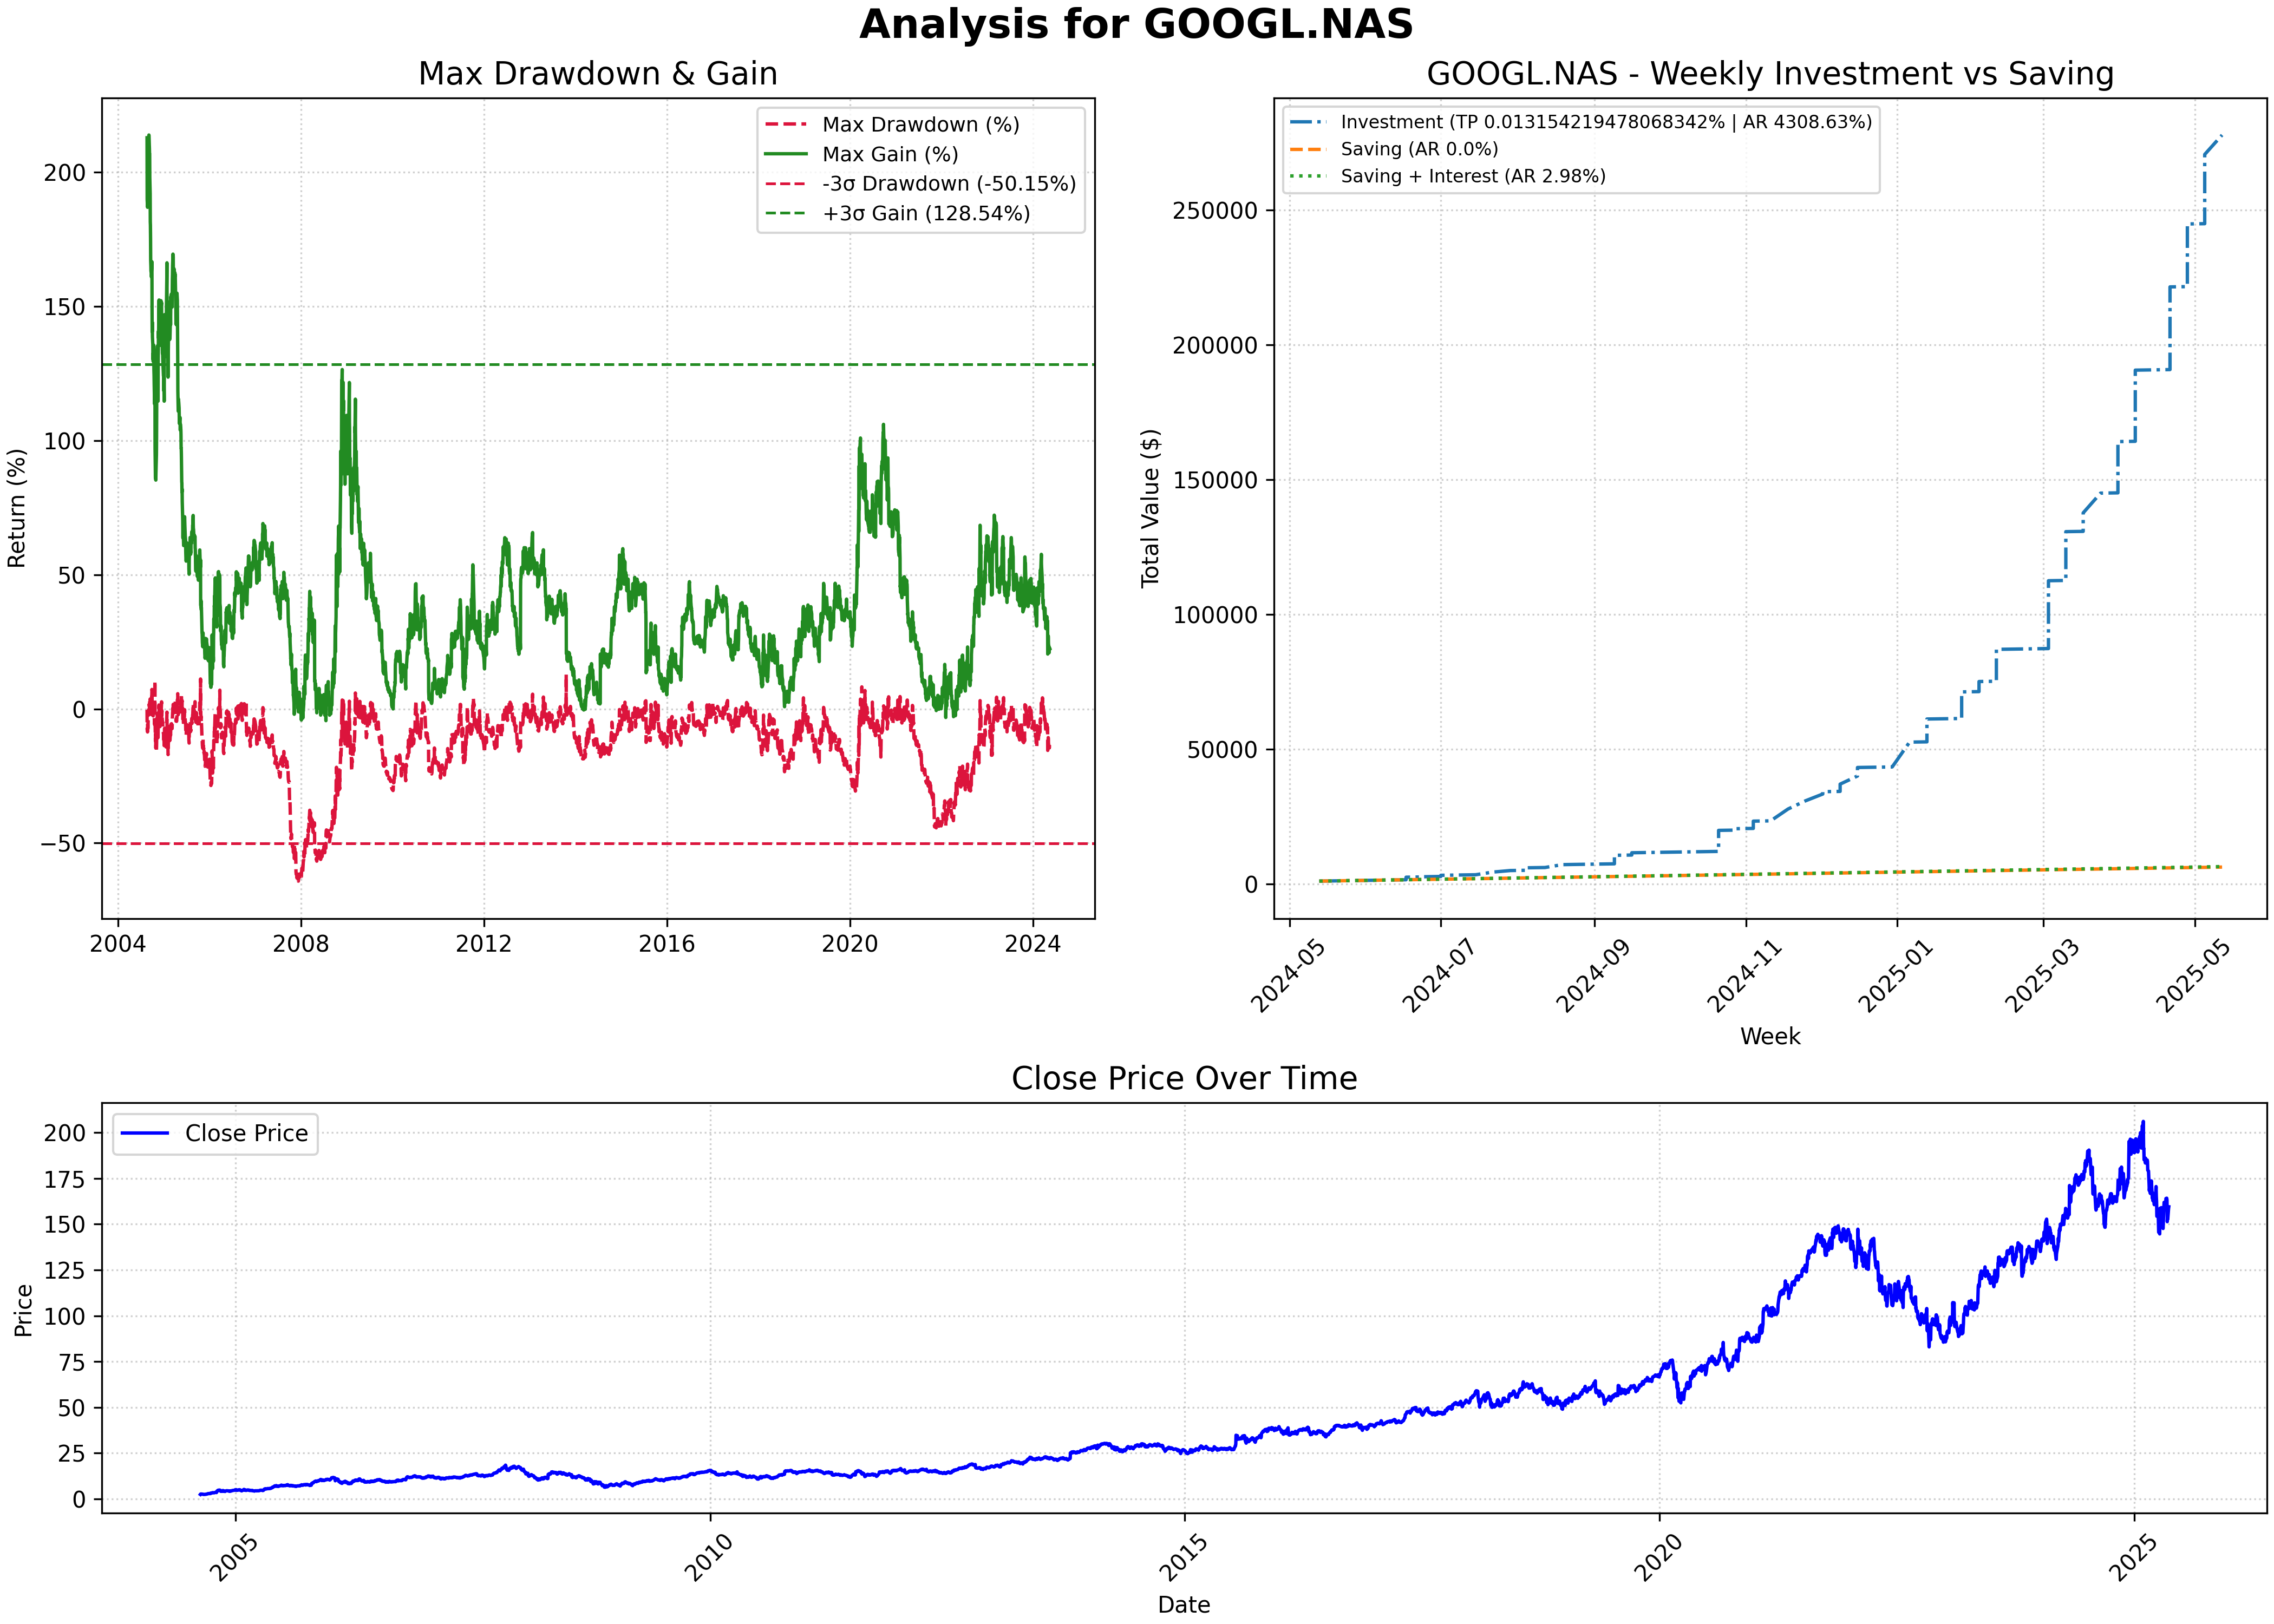 Analysis for GOOGL.NAS
Max Drawdown & Gain
Max Drawdown (%)
Max Gain (%)
-3σ Drawdown (-50.15%)
+3σ Gain (128.54%)
Return (%)
200
150
100
50
0
−50
2004
2008
2012
2016
2020
2024
GOOGL.NAS - Weekly Investment vs Saving
Investment (TP 0.013154219478068342% | AR 4308.63%)
Saving (AR 0.0%)
Saving + Interest (AR 2.98%)
Total Value ($)
250000
200000
150000
100000
50000
0
2024-05
2024-07
2024-09
2024-11
2025-01
2025-03
2025-05
Week
Close Price Over Time
Close Price
Price
200
175
150
125
100
75
50
25
0
2005
2010
2015
2020
2025
Date